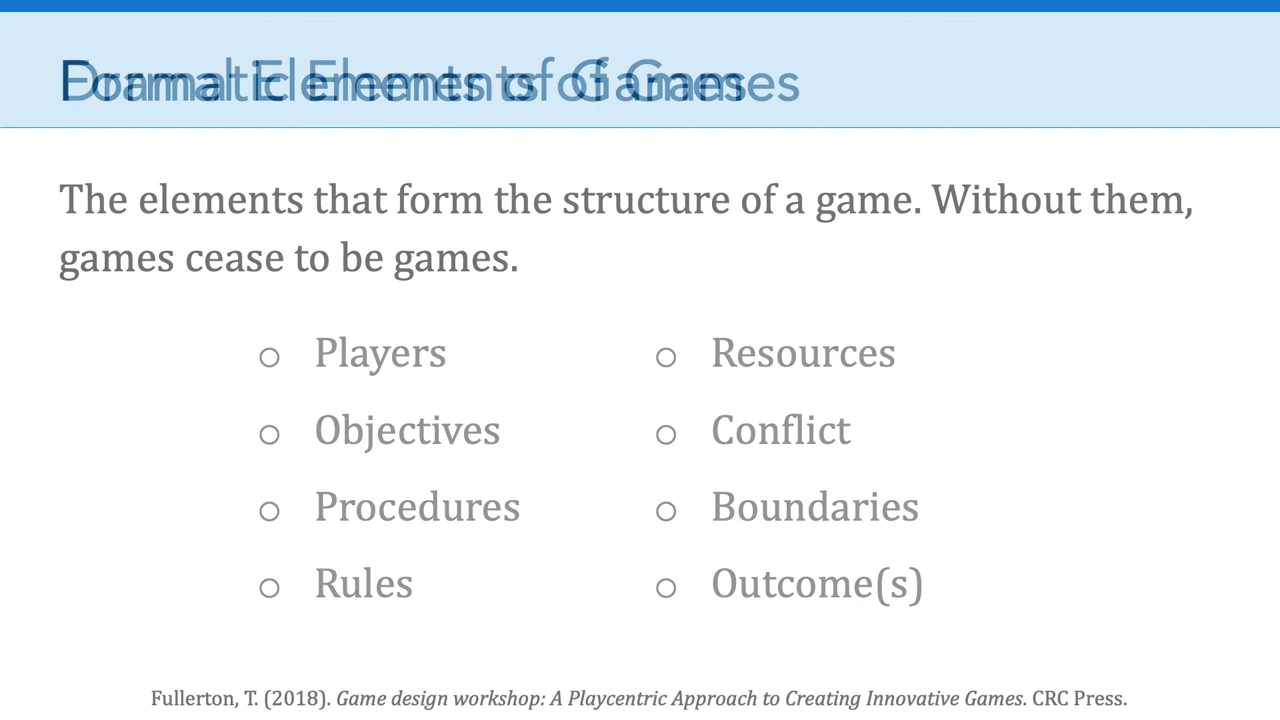 Formal Elements of Games
Dramatic Elements of Games
The elements that form the structure of a game. Without them,
games cease to be games.
○ Players
○ Objectives
○ Procedures
○ Rules
○ Resources
○ Conflict
○ Boundaries
○ Outcome(s)
Fullerton, T. (2018). Game design workshop: A Playcentric Approach to Creating Innovative Games. CRC Press.